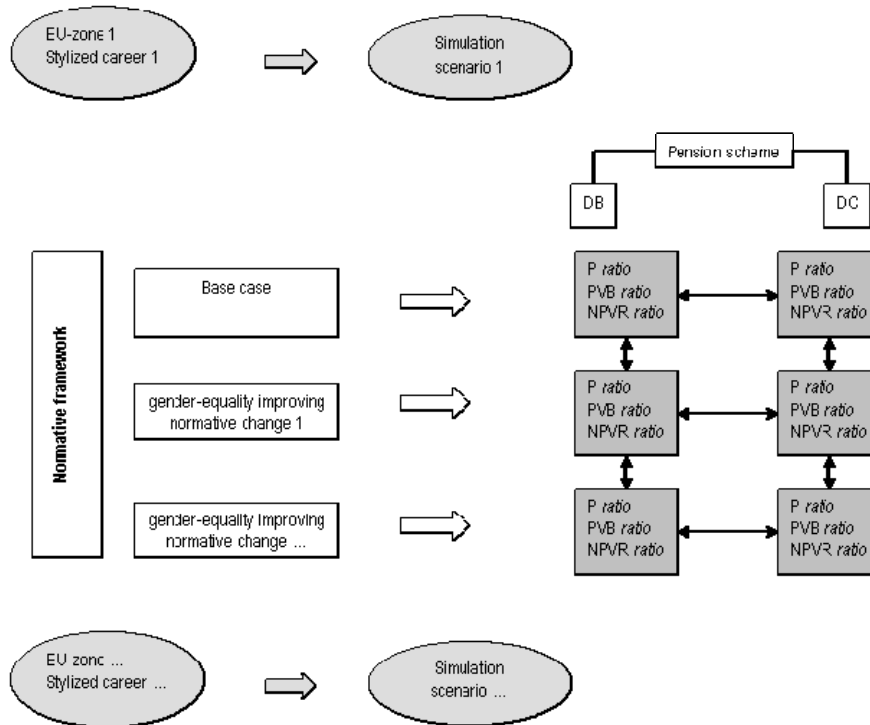 EU-zone 1
Stylized career 1
Simulation
scenario 1
Pension scheme
DB
DC
Normative framework
Base case
P ratio
PVB ratio
NPVR ratio
P ratio
PVB ratio
NPVR ratio
gender-equality improving
normative change 1
P ratio
PVB ratio
NPVR ratio
P ratio
PVB ratio
NPVR ratio
gender-equality improving
normative change ...
P ratio
PVB ratio
NPVR ratio
P ratio
PVB ratio
NPVR ratio
EU zone ...
Stylized career ...
Simulation
scenario ...